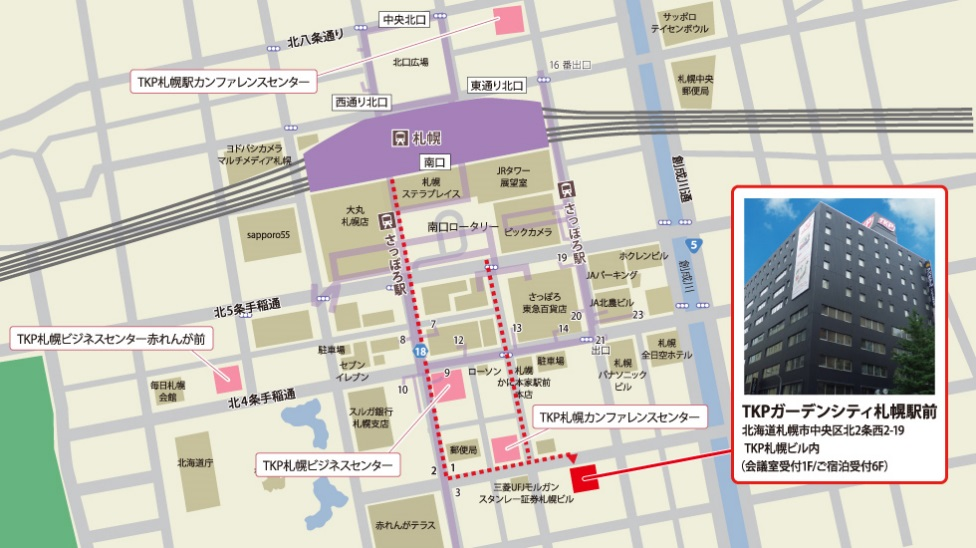 中央北口
サッポロ
テイセンボウル
北八条通り
北口広場
16 番出口
TKP札幌駅カンファレンスセンター
札幌中央
郵便局
東通り北口
西通り北口
札幌
ヨドバシカメラ
マルチメディア札幌
南口
JRタワー
展望室
札幌
ステラプレイス
創成川通
大丸
札幌店
さっぽろ駅
さっぽろ駅
南口ロータリー
ビックカメラ
sapporo55
5
創成川
19
ホクレンビル
JAパーキング
さっぽろ
東急百貨店
JA北農ビル
北5条手稲通
20
23
7
13
14
18
8
12
21
出口
TKP札幌ビジネスセンター赤れんが前
駐車場
セブン
イレブン
9
ローソン
札幌
かに本家駅前
本店
駐車場
札幌
パナソニック
ビル
札幌
全日空ホテル
毎日札幌
会館
北4条手稲通
10
スルガ銀行
札幌支店
TKP札幌カンファレンスセンター
TKPガーデンシティ札幌駅前
北海道札幌市中央区北2条西2-19
TKP札幌ビル内
(会議室受付1F/ご宿泊受付6F)
郵便局
北海道庁
TKP札幌ビジネスセンター
2
1
3
三菱UFJモルガン
スタンレー証券札幌ビル
赤れんがテラス